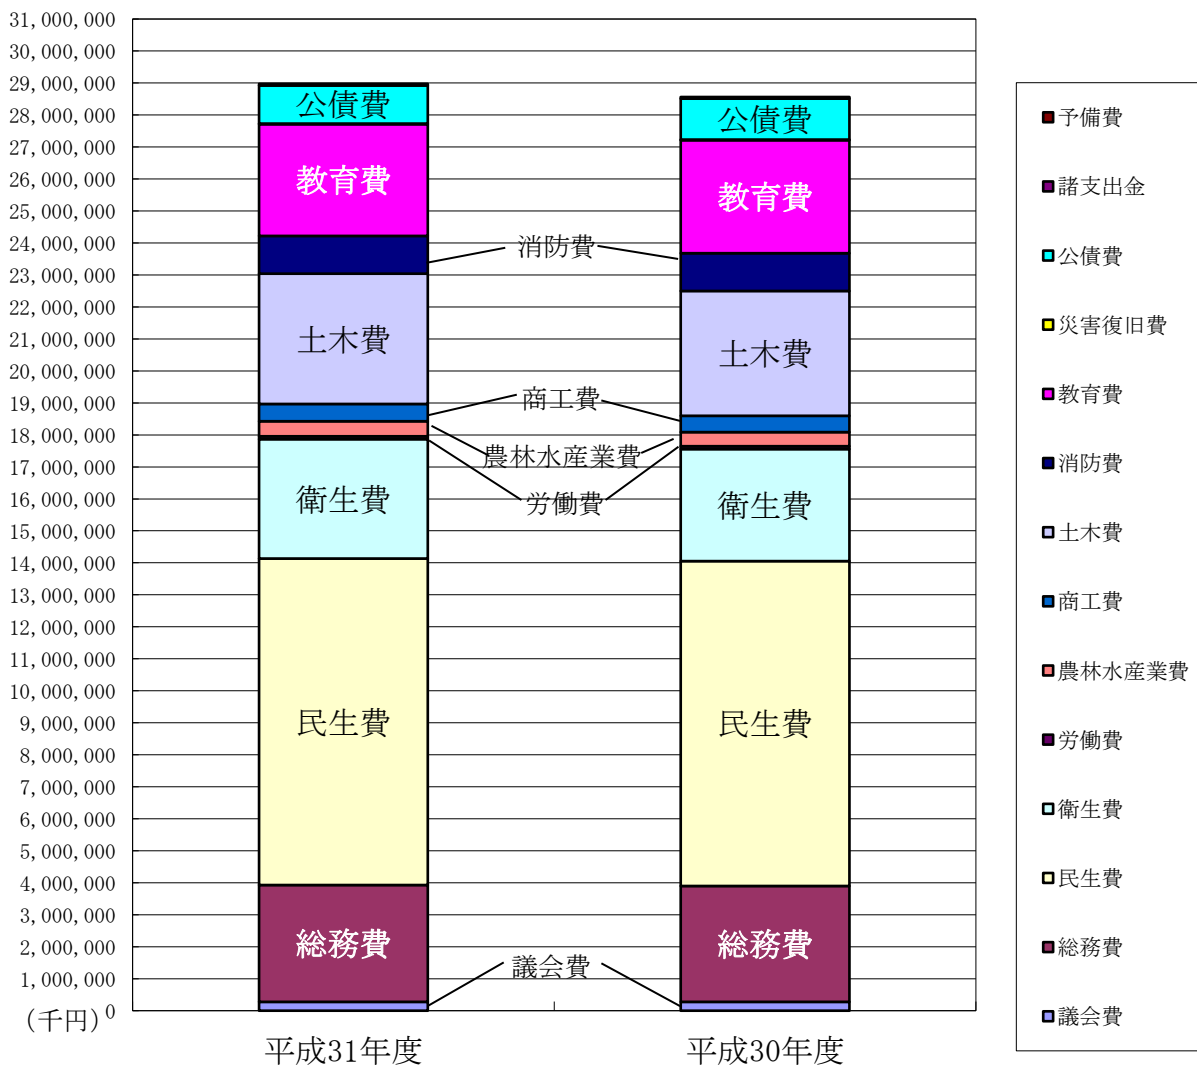 31,000,000
30,000,000
29,000,000
28,000,000
27,000,000
26,000,000
25,000,000
24,000,000
23,000,000
22,000,000
21,000,000
20,000,000
19,000,000
18,000,000
17,000,000
16,000,000
15,000,000
14,000,000
13,000,000
12,000,000
11,000,000
10,000,000
9,000,000
8,000,000
7,000,000
6,000,000
5,000,000
4,000,000
3,000,000
2,000,000
1,000,000
0
(千円)
公債費
教育費
土木費
衛生費
民生費
総務費
平成31年度
消防費
商工費
農林水産業費
労働費
議会費
公債費
教育費
土木費
衛生費
民生費
総務費
平成30年度
予備費
諸支出金
公債費
災害復旧費
教育費
消防費
土木費
商工費
農林水産業費
労働費
衛生費
民生費
総務費
議会費